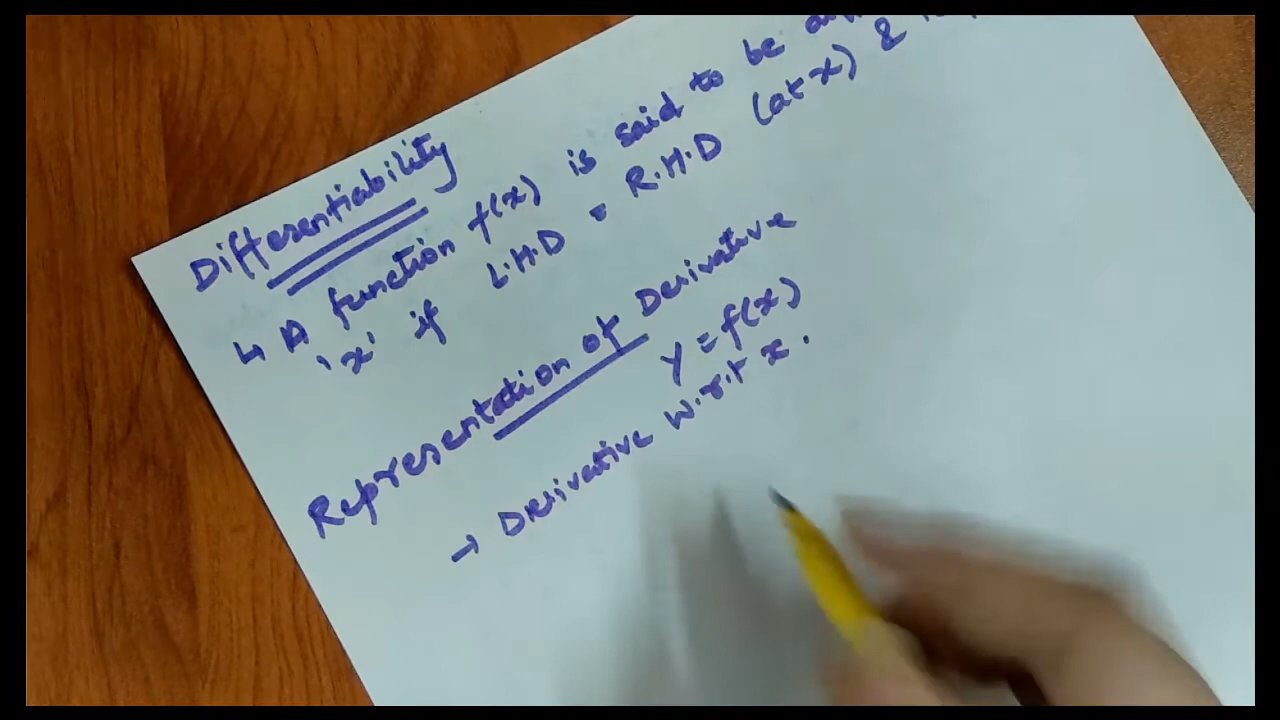 Differentiability
↳ A function f(x) is said to be
'x' if L.H.D = R.H.D (at x) &
Representation of Derivative
y = f(x)
→ Derivative w.r.t x.